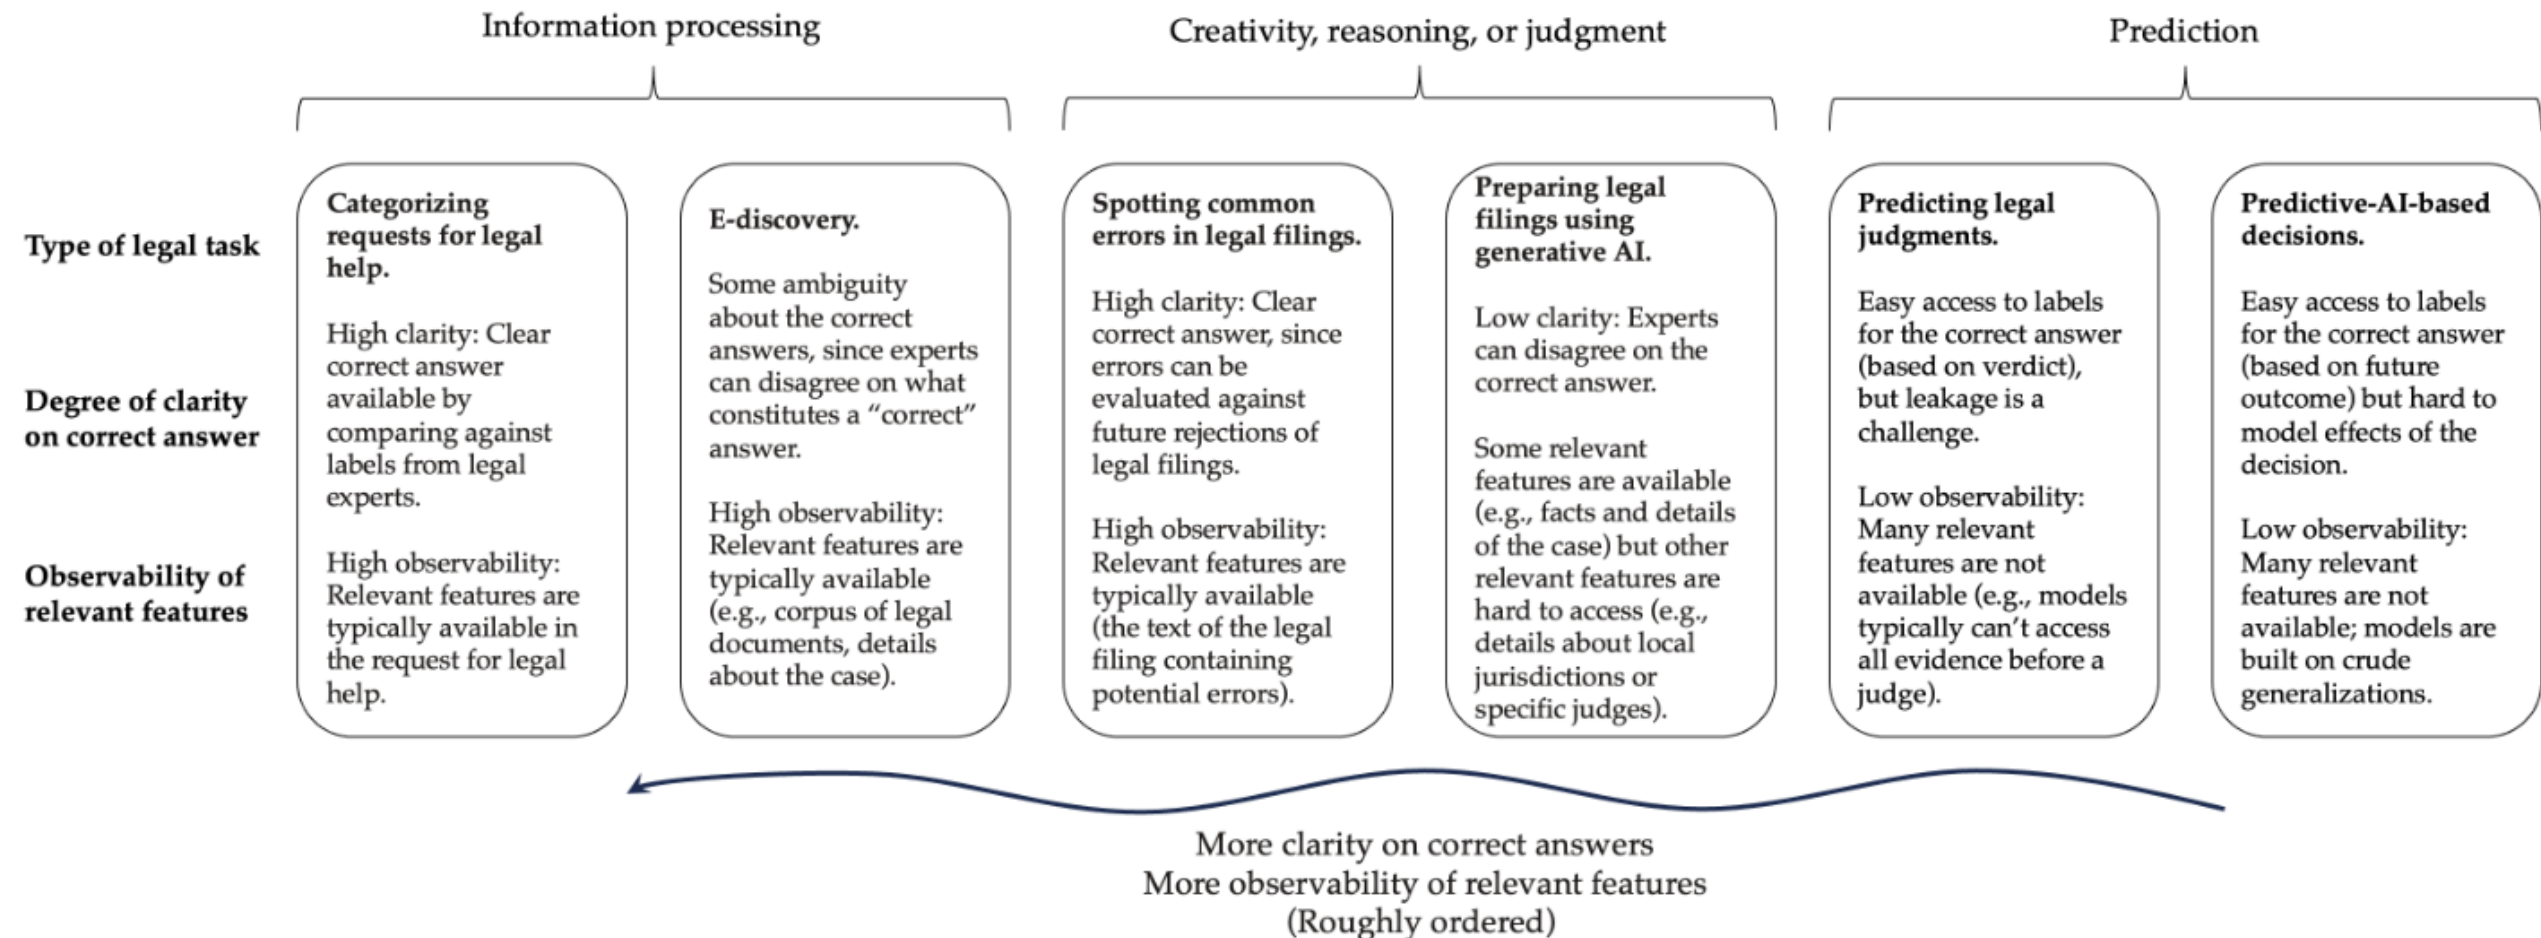 Information processing
Creativity, reasoning, or judgment
Prediction
Type of legal task
Degree of clarity
on correct answer
Observability of
relevant features
Categorizing
requests for legal
help.
High clarity: Clear
correct answer
available by
comparing against
labels from legal
experts.
High observability:
Relevant features are
typically available in
the request for legal
help.
E-discovery.
Some ambiguity
about the correct
answers, since experts
can disagree on what
constitutes a “correct”
answer.
High observability:
Relevant features are
typically available
(e.g., corpus of legal
documents, details
about the case).
Spotting common
errors in legal filings.
High clarity: Clear
correct answer, since
errors can be
evaluated against
future rejections of
legal filings.
High observability:
Relevant features are
typically available
(the text of the legal
filing containing
potential errors).
Preparing legal
filings using
generative AI.
Low clarity: Experts
can disagree on the
correct answer.
Some relevant
features are available
(e.g., facts and details
of the case) but other
relevant features are
hard to access (e.g.,
details about local
jurisdictions or
specific judges).
Predicting legal
judgments.
Easy access to labels
for the correct answer
(based on verdict),
but leakage is a
challenge.
Low observability:
Many relevant
features are not
available (e.g., models
typically can’t access
all evidence before a
judge).
Predictive-AI-based
decisions.
Easy access to labels
for the correct answer
(based on future
outcome) but hard to
model effects of the
decision.
Low observability:
Many relevant
features are not
available; models are
built on crude
generalizations.
More clarity on correct answers
More observability of relevant features
(Roughly ordered)